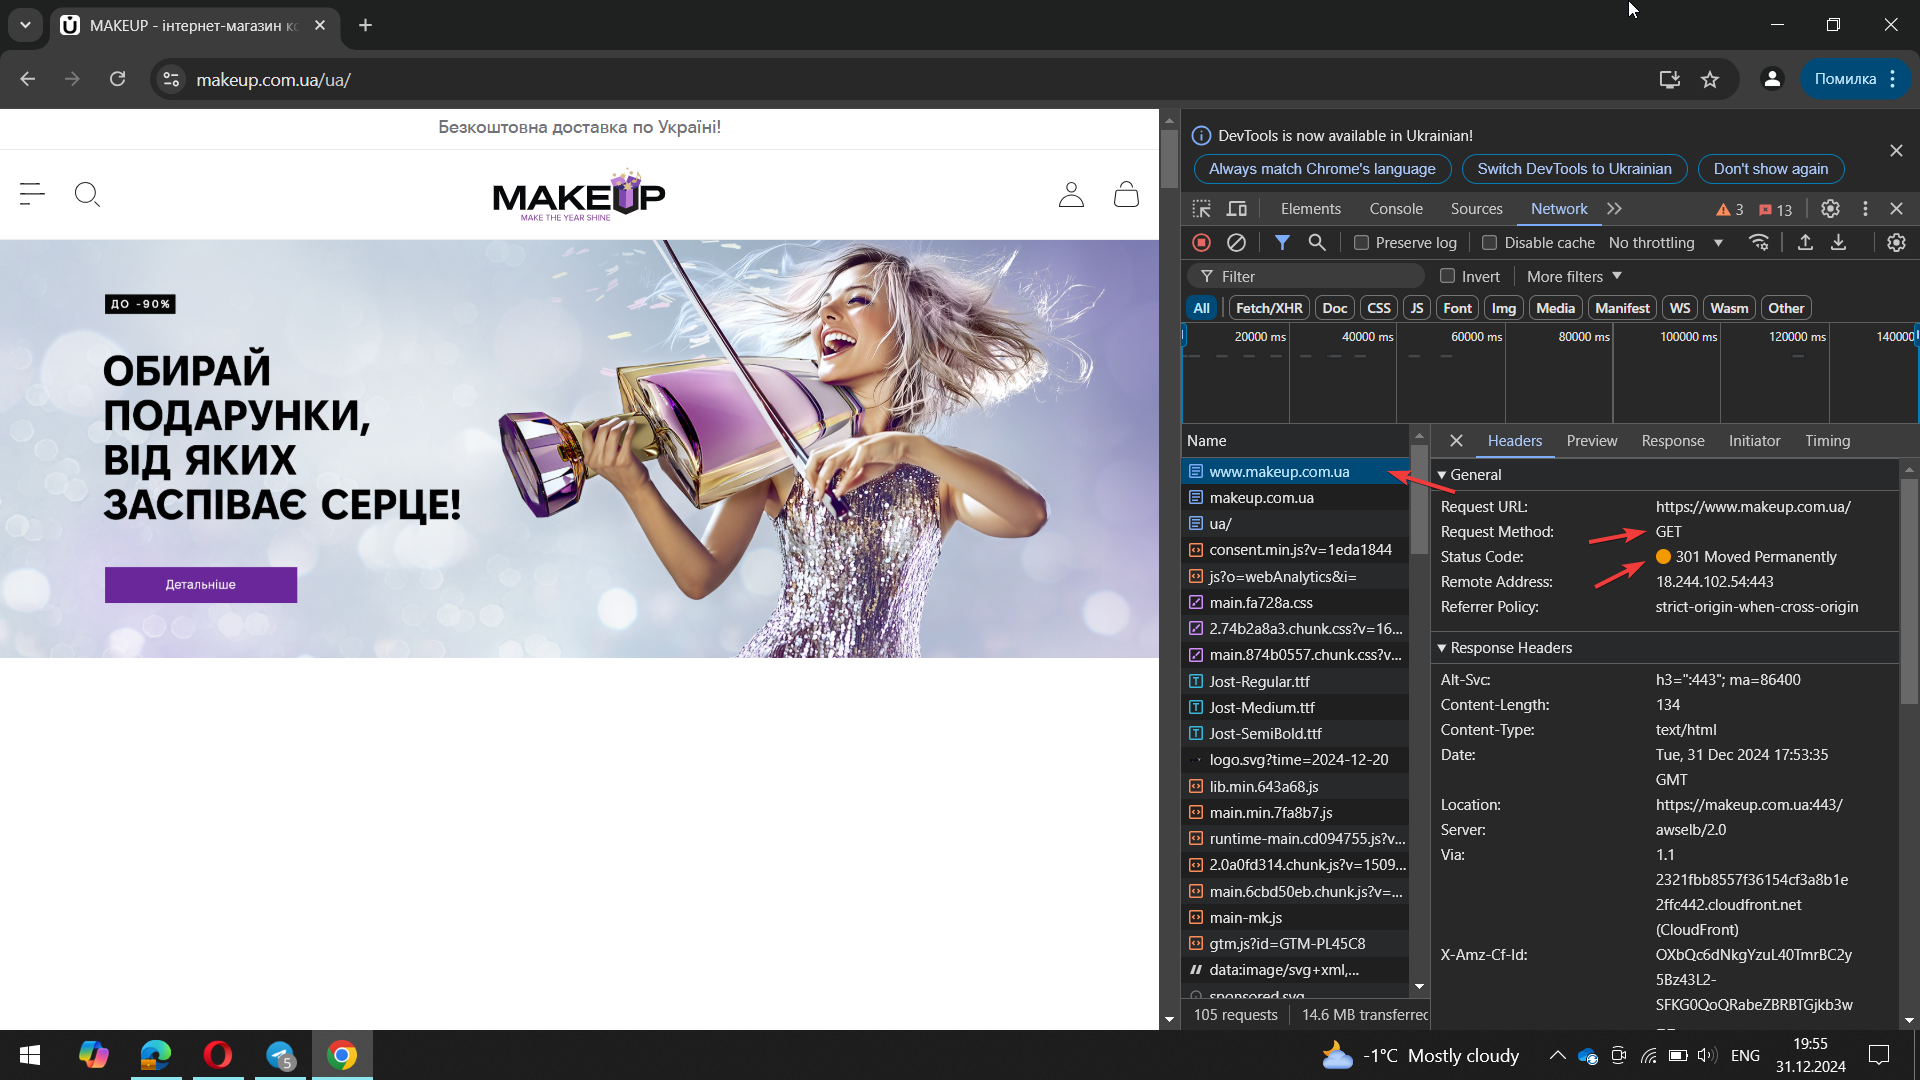 MAKEUP - інтернет-магазин кос
makeup.com.ua/ua/
Помилка
Безкоштовна доставка по Україні!
MAKEUP
MAKE THE YEAR SHINE
ДО -90%
ОБИРАЙ
ПОДАРУНКИ,
ВІД ЯКИХ
ЗАСПІВАЄ СЕРЦЕ!
Детальніше
DevTools is now available in Ukrainian!
Always match Chrome's language
Switch DevTools to Ukrainian
Don't show again
Elements Console Sources Network 3 13
Preserve log Disable cache No throttling
Filter Invert More filters
All Fetch/XHR Doc CSS JS Font Img Media Manifest WS Wasm Other
20000 ms 40000 ms 60000 ms 80000 ms 100000 ms 120000 ms 140000
Name
www.makeup.com.ua
makeup.com.ua
ua/
consent.min.js?v=1eda1844
js?o=webAnalytics&i=
main.fa728a.css
2.74b2a8a3.chunk.css?v=16...
main.874b0557.chunk.css?v...
Jost-Regular.ttf
Jost-Medium.ttf
Jost-SemiBold.ttf
logo.svg?time=2024-12-20
lib.min.643a68.js
main.min.7fa8b7.js
runtime-main.cd094755.js?v...
2.0a0fd314.chunk.js?v=1509...
main.6cbd50eb.chunk.js?v=...
main-mk.js
gtm.js?id=GTM-PL45C8
data:image/svg+xml,...
sponsored.svg
105 requests 14.6 MB transferred
Headers Preview Response Initiator Timing
General
Request URL: https://www.makeup.com.ua/
Request Method: GET
Status Code: 301 Moved Permanently
Remote Address: 18.244.102.54:443
Referrer Policy: strict-origin-when-cross-origin
Response Headers
Alt-Svc: h3=":443"; ma=86400
Content-Length: 134
Content-Type: text/html
Date: Tue, 31 Dec 2024 17:53:35
GMT
Location: https://makeup.com.ua:443/
Server: awselb/2.0
Via: 1.1
2321fbb8557f36154cf3a8b1e
2ffc442.cloudfront.net
(CloudFront)
X-Amz-Cf-Id: OXbQc6dNkgYzuL40TmrBC2y
5Bz43L2-
SFKG0QoQRabeZBRBTGjkb3w
5
-1°C Mostly cloudy
ENG
19:55
31.12.2024